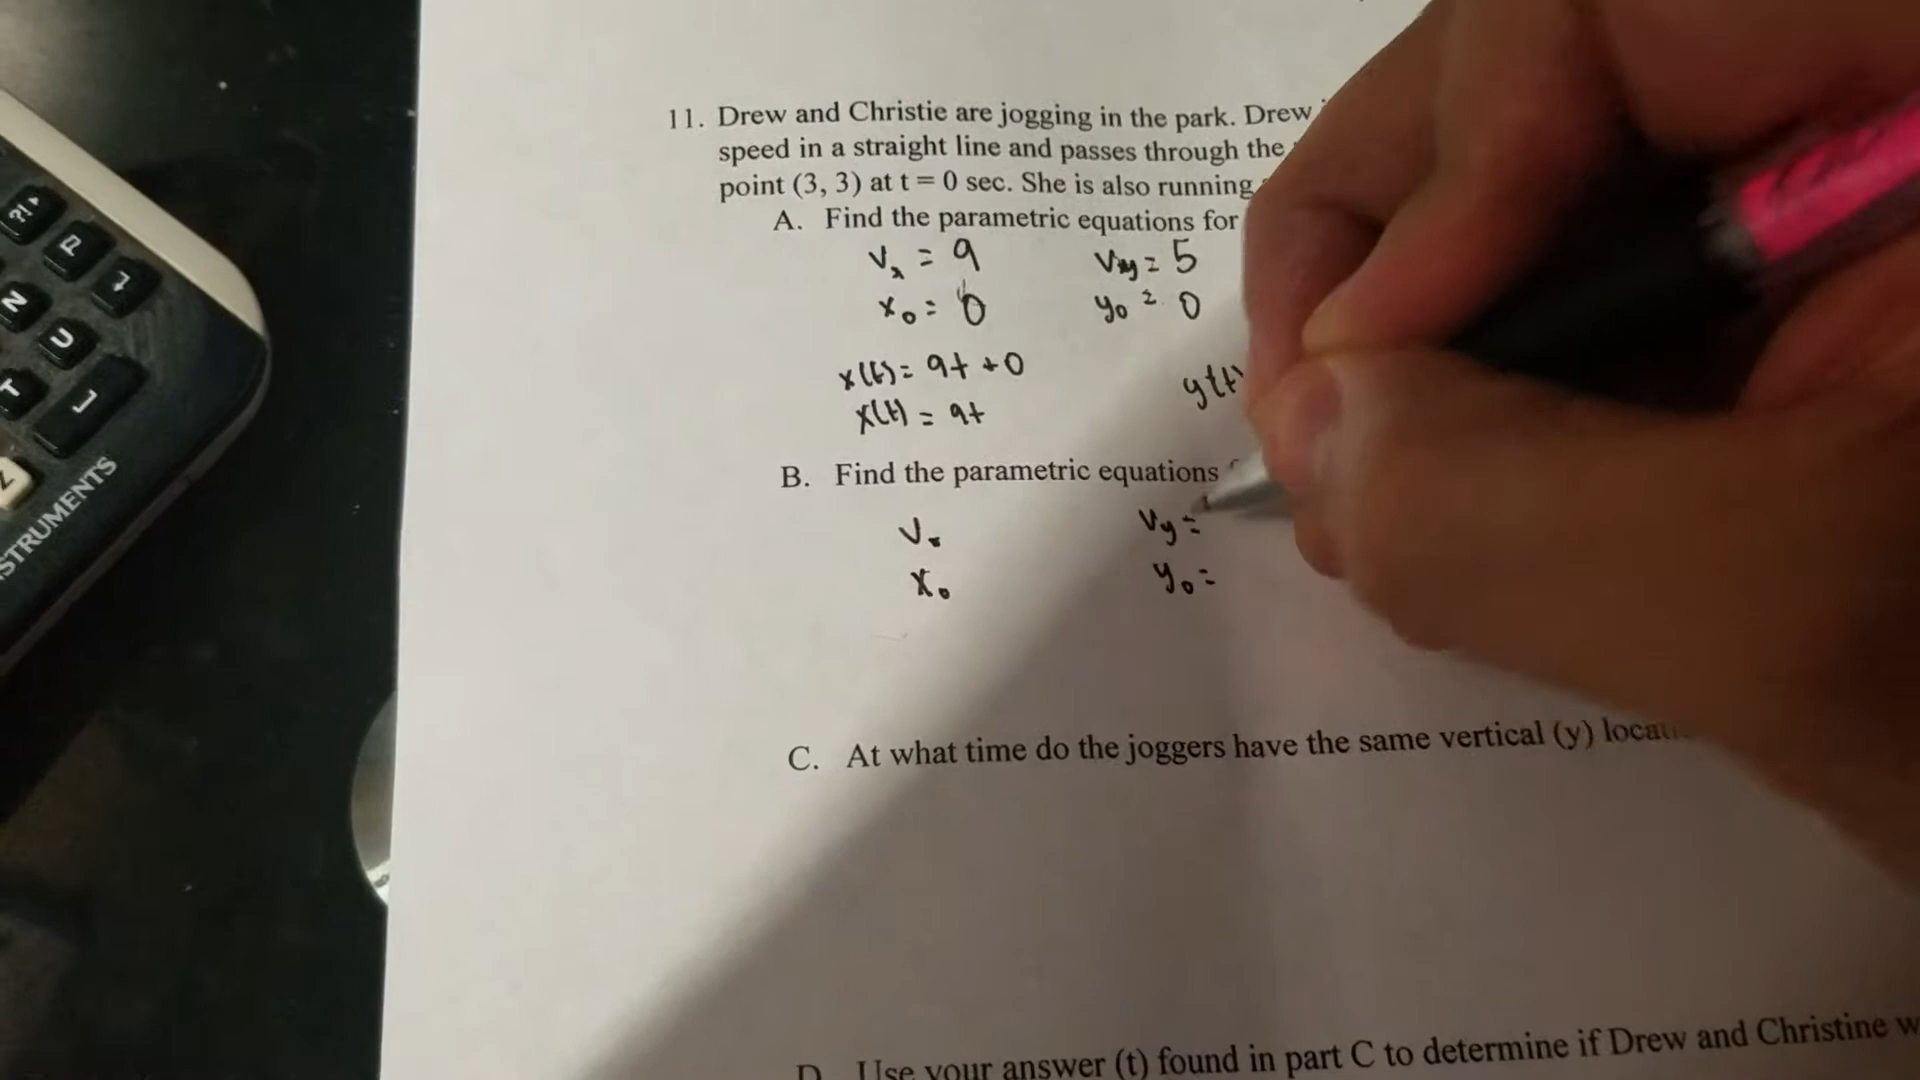 11. Drew and Christie are jogging in the park. Drew
speed in a straight line and passes through the
point (3, 3) at t = 0 sec. She is also running
A. Find the parametric equations for
Vx = 9 Vy = 5
x0 = 0 y0 = 0
x(t) = 9t + 0 y(t)
x(t) = 9t
B. Find the parametric equations
Vx Vy =
x0 y0 =
C. At what time do the joggers have the same vertical (y)
D. Use your answer (t) found in part C to determine if Drew and Christine
?!
P
N
U
T
Z
STRUMENTS